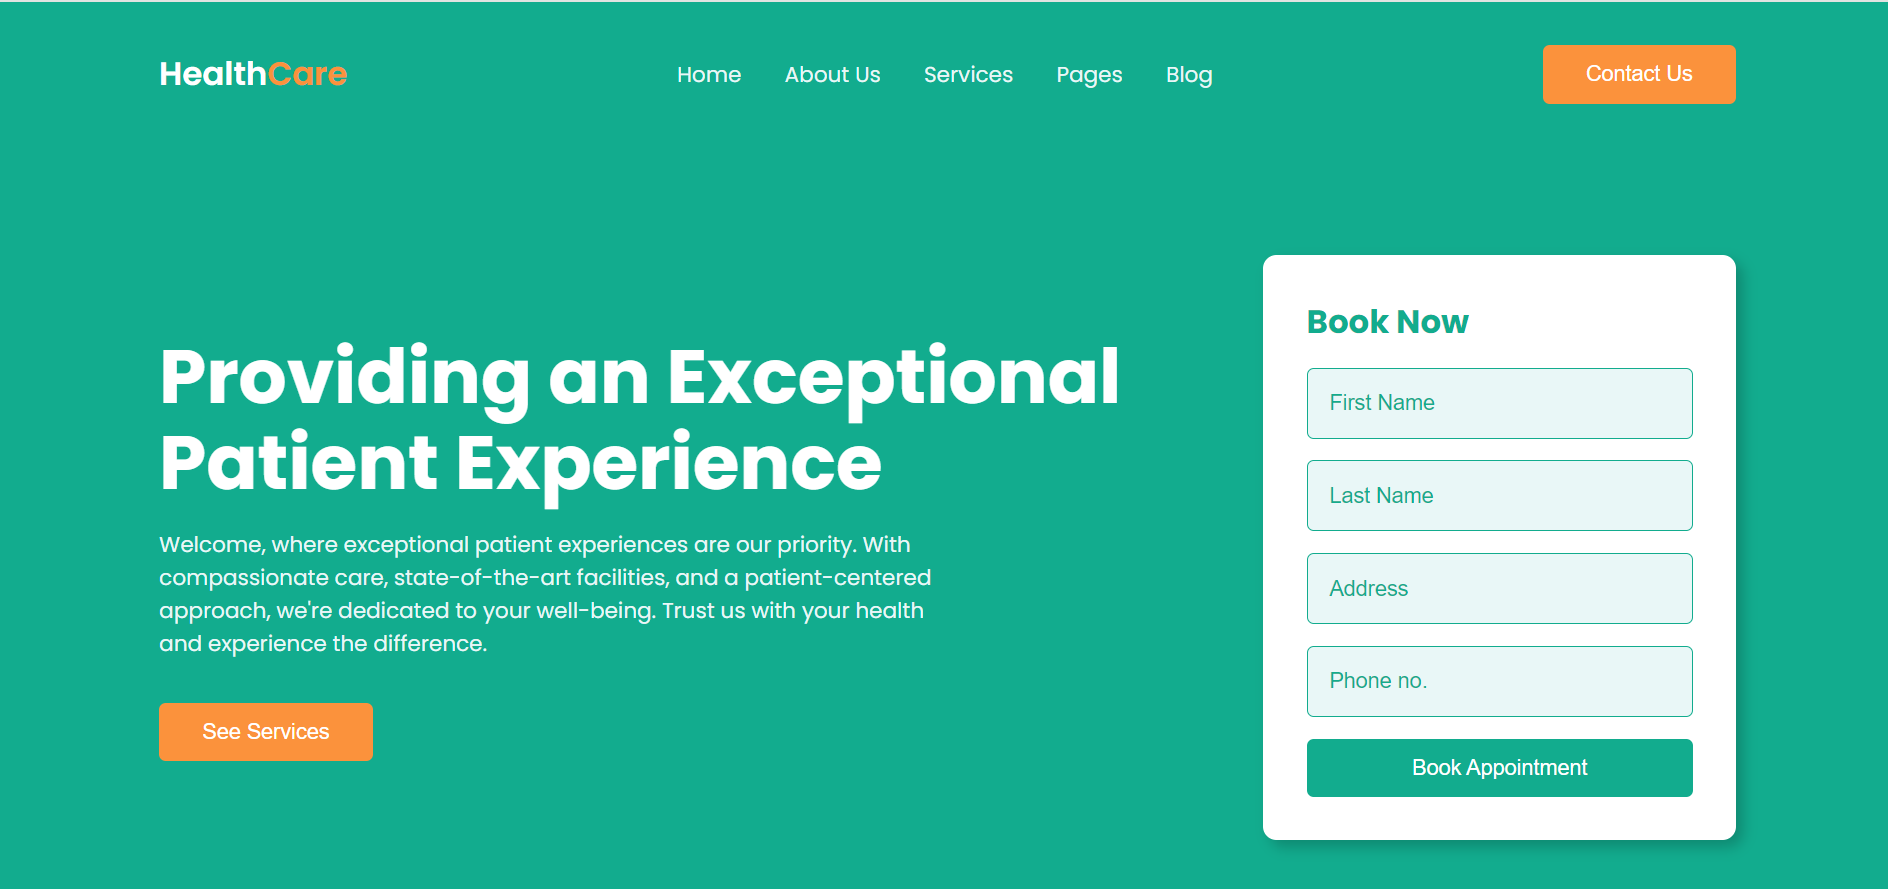 HealthCare
Home About Us Services Pages Blog
Contact Us
Providing an Exceptional
Patient Experience
Welcome, where exceptional patient experiences are our priority. With
compassionate care, state-of-the-art facilities, and a patient-centered
approach, we're dedicated to your well-being. Trust us with your health
and experience the difference.
See Services
Book Now
First Name
Last Name
Address
Phone no.
Book Appointment